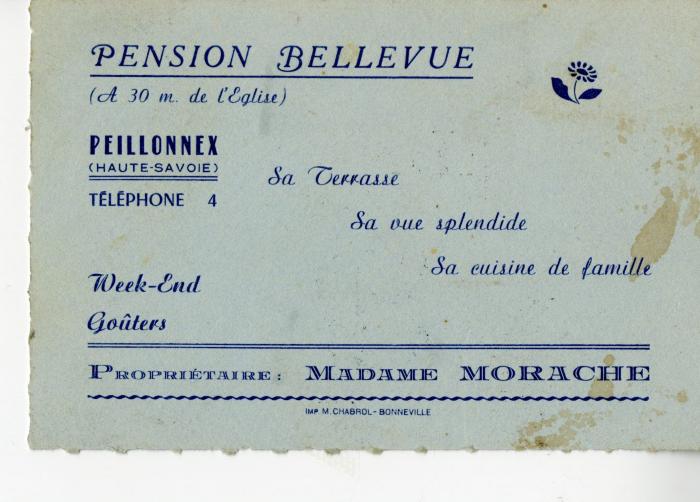 PENSION BELLEVUE
(A 30 m. de l'Eglise)
PEILLONNEX
(HAUTE-SAVOIE)
TÉLÉPHONE 4
Sa Terrasse
Sa vue splendide
Sa cuisine de famille
Week-End
Goûters
PROPRIÉTAIRE : MADAME MORACHE
IMP M. CHABROL - BONNEVILLE